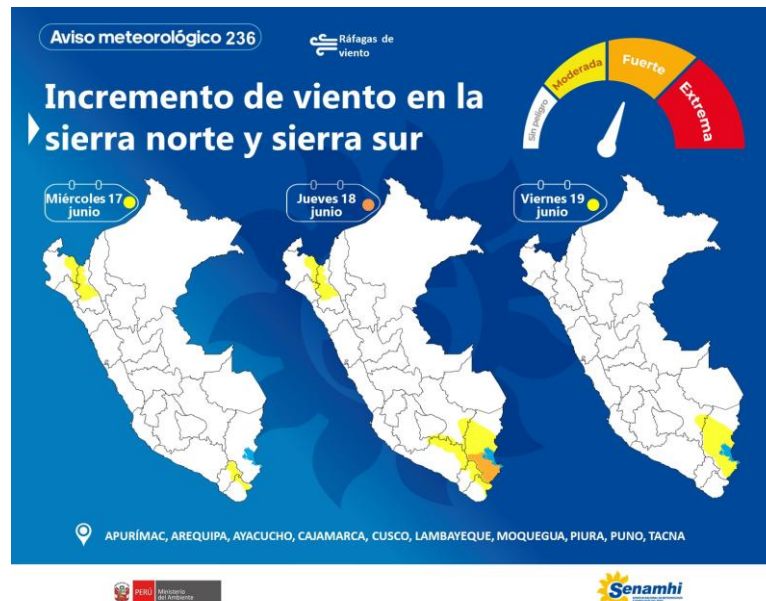 Aviso meteorológico 236
Ráfagas de
viento
Incremento de viento en la
sierra norte y sierra sur
Sin peligro
Moderada
Fuerte
Extrema
Miércoles 17
junio
Jueves 18
junio
Viernes 19
junio
APURÍMAC, AREQUIPA, AYACUCHO, CAJAMARCA, CUSCO, LAMBAYEQUE, MOQUEGUA, PIURA, PUNO, TACNA
PERÚ
Ministerio
del Ambiente
Senamhi